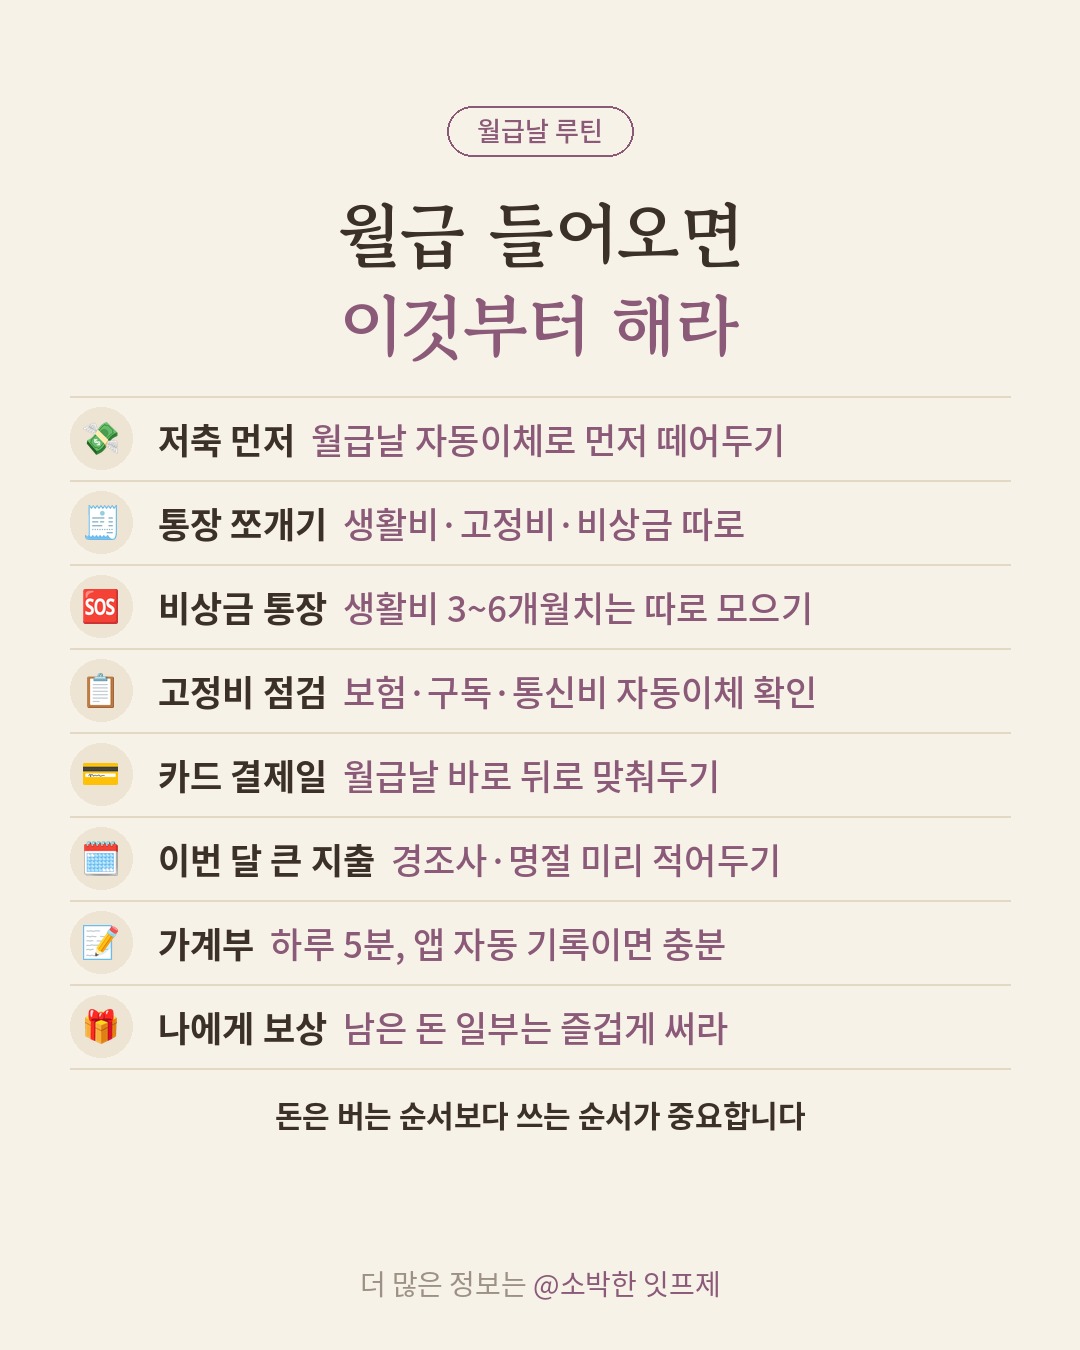 월급날 루틴
월급 들어오면
이것부터 해라
저축 먼저 월급날 자동이체로 먼저 떼어두기
통장 쪼개기 생활비·고정비·비상금 따로
SOS 비상금 통장 생활비 3~6개월치는 따로 모으기
고정비 점검 보험·구독·통신비 자동이체 확인
카드 결제일 월급날 바로 뒤로 맞춰두기
이번 달 큰 지출 경조사·명절 미리 적어두기
가계부 하루 5분, 앱 자동 기록이면 충분
나에게 보상 남은 돈 일부는 즐겁게 써라
돈은 버는 순서보다 쓰는 순서가 중요합니다
더 많은 정보는 @소박한 잇프제